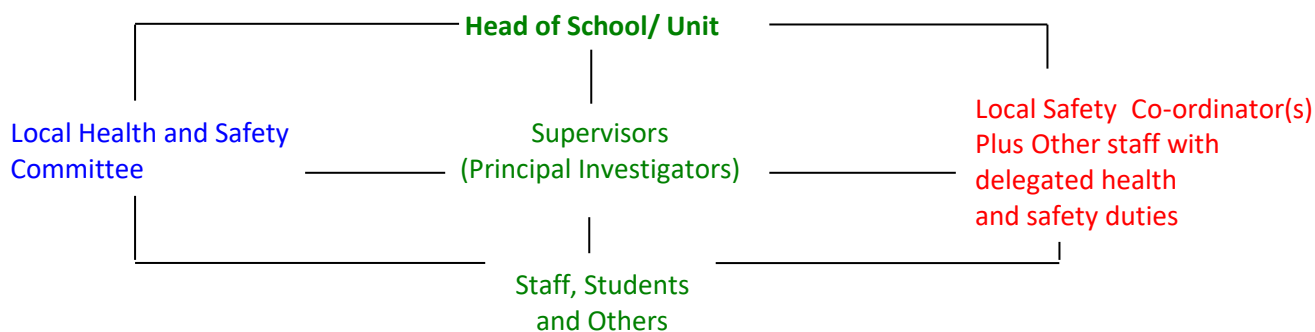 Head of School/ Unit
Local Health and Safety
Committee
Supervisors
(Principal Investigators)
Local Safety  Co-ordinator(s)
Plus Other staff with
delegated health
and safety duties
Staff, Students
and Others